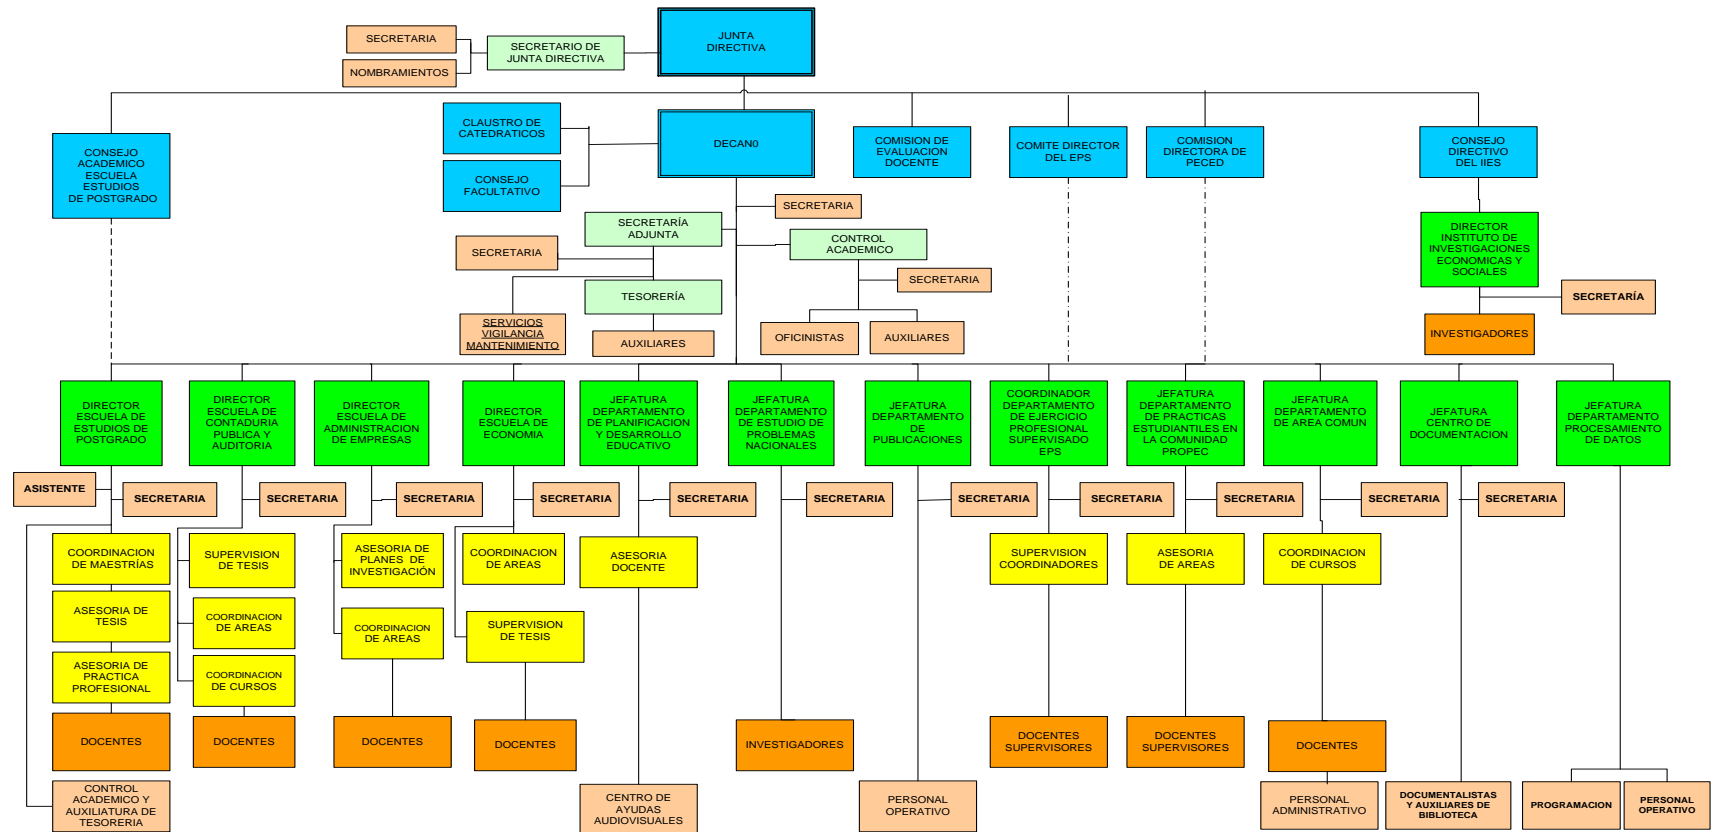 JUNTA
DIRECTIVA
SECRETARIA
NOMBRAMIENTOS
SECRETARIO DE
JUNTA DIRECTIVA
CONSEJO
ACADEMICO
ESCUELA
ESTUDIOS
DE POSTGRADO
CLAUSTRO DE
CATEDRATICOS
CONSEJO
FACULTATIVO
DECAN0
COMISION DE
EVALUACION
DOCENTE
COMITE DIRECTOR
DEL EPS
COMISION
DIRECTORA DE
PECED
CONSEJO
DIRECTIVO
DEL IIES
SECRETARIA
SECRETARÍA
ADJUNTA
SECRETARIA
CONTROL
ACADEMICO
SECRETARIA
TESORERÍA
SERVICIOS
VIGILANCIA
MANTENIMIENTO
AUXILIARES
OFICINISTAS
AUXILIARES
DIRECTOR
INSTITUTO DE
INVESTIGACIONES
ECONOMICAS Y
SOCIALES
SECRETARÍA
INVESTIGADORES
DIRECTOR
ESCUELA DE
ESTUDIOS DE
POSTGRADO
DIRECTOR
ESCUELA DE
CONTADURIA
PUBLICA Y
AUDITORIA
DIRECTOR
ESCUELA DE
ADMINISTRACION
DE EMPRESAS
DIRECTOR
ESCUELA DE
ECONOMIA
JEFATURA
DEPARTAMENTO
DE PLANIFICACION
Y DESARROLLO
EDUCATIVO
JEFATURA
DEPARTAMENTO
DE ESTUDIO DE
PROBLEMAS
NACIONALES
JEFATURA
DEPARTAMENTO
DE
PUBLICACIONES
COORDINADOR
DEPARTAMENTO
DE EJERCICIO
PROFESIONAL
SUPERVISADO
EPS
JEFATURA
DEPARTAMENTO
DE PRACTICAS
ESTUDIANTILES EN
LA COMUNIDAD
PROPEC
JEFATURA
DEPARTAMENTO
DE AREA COMUN
JEFATURA
CENTRO DE
DOCUMENTACION
JEFATURA
DEPARTAMENTO
PROCESAMIENTO
DE DATOS
ASISTENTE
SECRETARIA
SECRETARIA
SECRETARIA
SECRETARIA
SECRETARIA
SECRETARIA
SECRETARIA
SECRETARIA
SECRETARIA
SECRETARIA
SECRETARIA
COORDINACION
DE MAESTRÍAS
SUPERVISION
DE TESIS
ASESORIA DE
PLANES DE
INVESTIGACIÓN
COORDINACION
DE AREAS
ASESORIA
DOCENTE
SUPERVISION
COORDINADORES
ASESORIA
DE AREAS
COORDINACION
DE CURSOS
ASESORIA DE
TESIS
COORDINACION
DE AREAS
COORDINACION
DE AREAS
SUPERVISION
DE TESIS
ASESORIA DE
PRACTICA
PROFESIONAL
COORDINACION
DE CURSOS
DOCENTES
DOCENTES
DOCENTES
DOCENTES
INVESTIGADORES
DOCENTES
SUPERVISORES
DOCENTES
SUPERVISORES
DOCENTES
CONTROL
ACADEMICO Y
AUXILIATURA DE
TESORERIA
CENTRO DE
AYUDAS
AUDIOVISUALES
PERSONAL
OPERATIVO
PERSONAL
ADMINISTRATIVO
DOCUMENTALISTAS
Y AUXILIARES DE
BIBLIOTECA
PROGRAMACION
PERSONAL
OPERATIVO